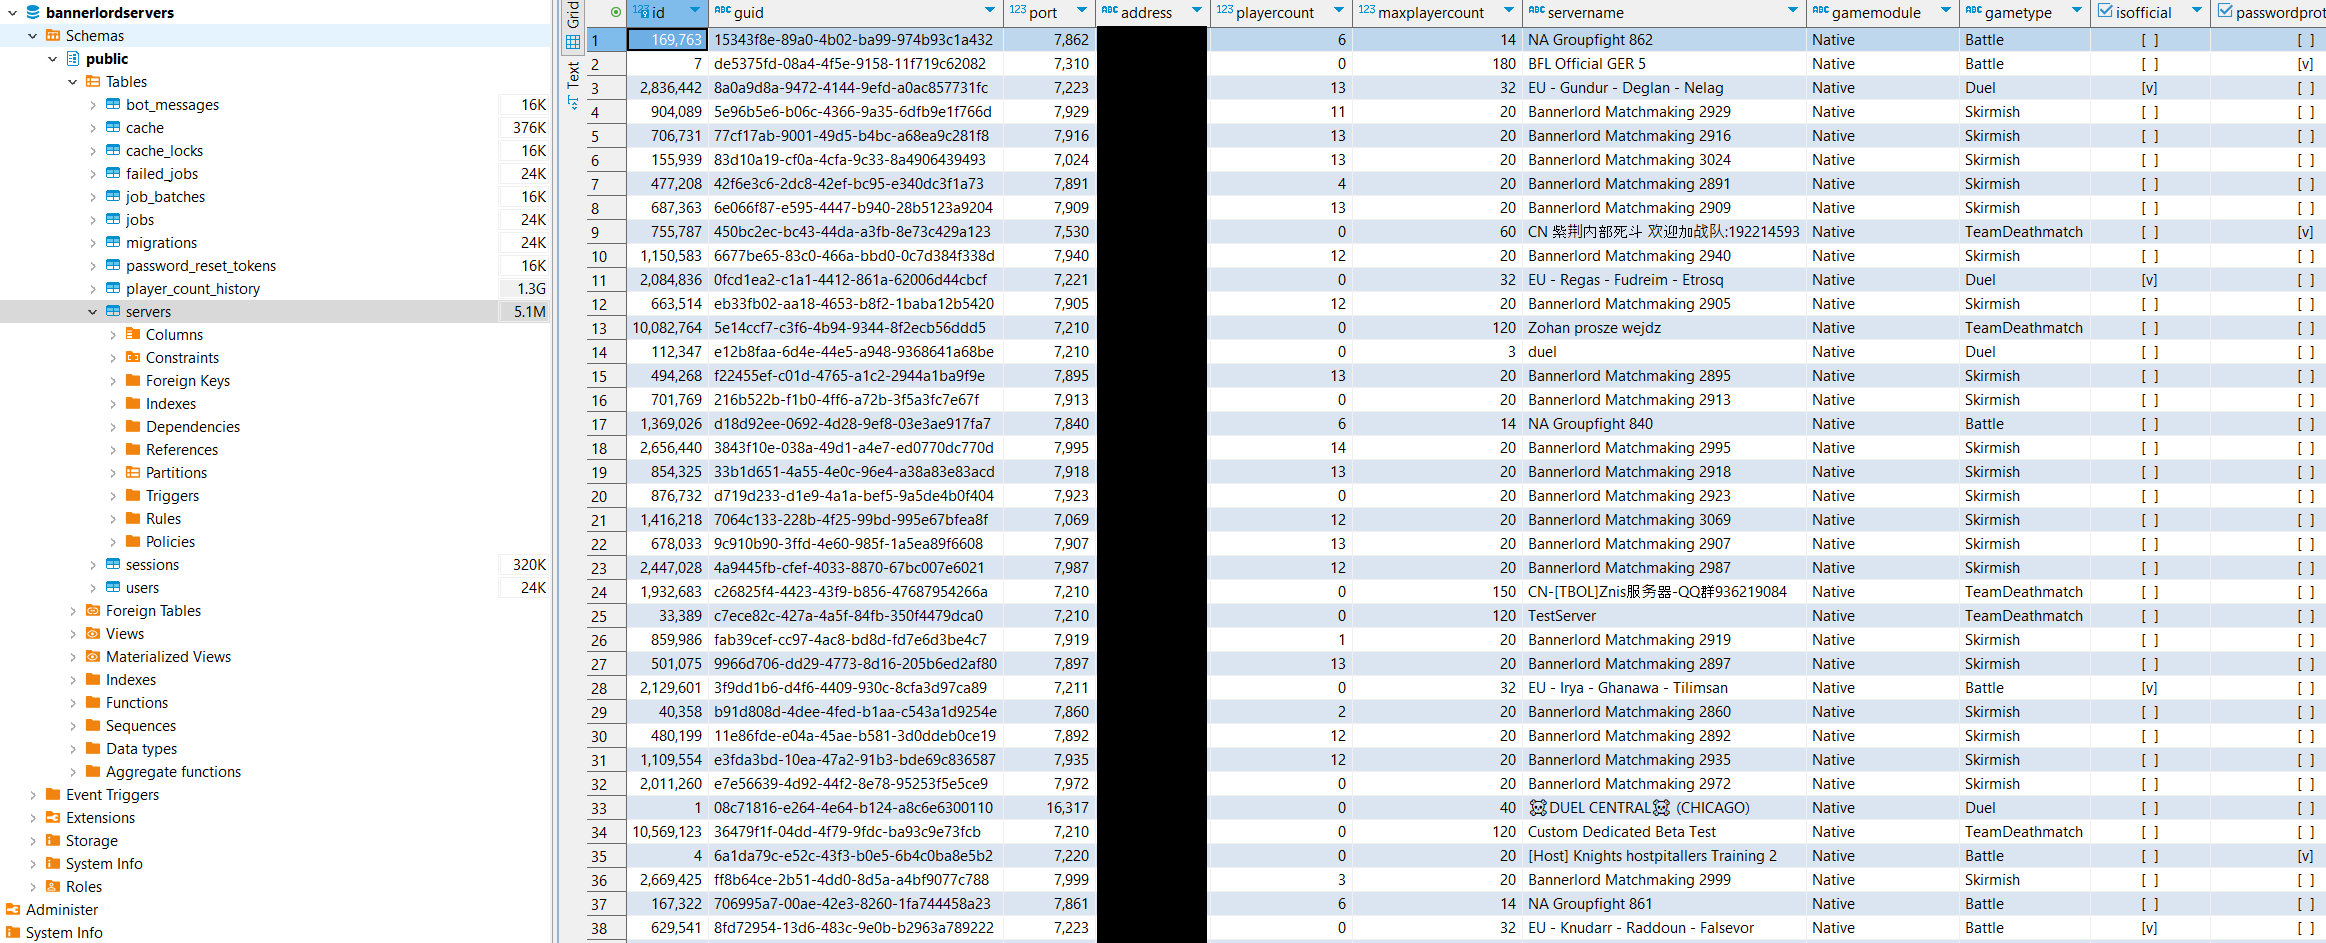 bannerlordservers
Schemas
public
Tables
bot_messages 16K
cache 376K
cache_locks 16K
failed_jobs 24K
job_batches 16K
jobs 24K
migrations 24K
password_reset_tokens 16K
player_count_history 1.3G
servers 5.1M
Columns
Constraints
Foreign Keys
Indexes
Dependencies
References
Partitions
Triggers
Rules
Policies
sessions 320K
users 24K
Foreign Tables
Views
Materialized Views
Indexes
Functions
Sequences
Data types
Aggregate functions
Event Triggers
Extensions
Storage
System Info
Roles
Administer
System Info
Grid
Text
123 id ABC guid 123 port ABC address ABC playercount 123 maxplayercount ABC servername ABC gamemodule ABC gametype isofficial passwordprot
1 169,763 15343f8e-89a0-4b02-ba99-974b93c1a432 7,862 6 14 NA Groupfight 862 Native Battle [ ] [ ]
2 7 de5375fd-08a4-4f5e-9158-11f719c62082 7,310 0 180 BFL Official GER 5 Native Battle [ ] [v]
3 2,836,442 8a0a9d8a-9472-4144-9efd-a0ac857731fc 7,223 13 32 EU - Gundur - Deglan - Nelag Native Duel [v] [ ]
4 904,089 5e96b5e6-b06c-4366-9a35-6dfb9e1f766d 7,929 11 20 Bannerlord Matchmaking 2929 Native Skirmish [ ] [ ]
5 706,731 77cf17ab-9001-49d5-b4bc-a68ea9c281f8 7,916 13 20 Bannerlord Matchmaking 2916 Native Skirmish [ ] [ ]
6 155,939 83d10a19-cf0a-4cfa-9c33-8a4906439493 7,024 13 20 Bannerlord Matchmaking 3024 Native Skirmish [ ] [ ]
7 477,208 42f6e3c6-2dc8-42ef-bc95-e340dc3f1a73 7,891 4 20 Bannerlord Matchmaking 2891 Native Skirmish [ ] [ ]
8 687,363 6e066f87-e595-4447-b940-28b5123a9204 7,909 13 20 Bannerlord Matchmaking 2909 Native Skirmish [ ] [ ]
9 755,787 450bc2ec-bc43-44da-a3fb-8e73c429a123 7,530 0 60 CN 紫荆内部死斗 欢迎加战队:192214593 Native TeamDeathmatch [ ] [v]
10 1,150,583 6677be65-83c0-466a-bbd0-0c7d384f338d 7,940 12 20 Bannerlord Matchmaking 2940 Native Skirmish [ ] [ ]
11 2,084,836 0fcd1ea2-c1a1-4412-861a-62006d44cbcf 7,221 0 32 EU - Regas - Fudreim - Etrosq Native Duel [v] [ ]
12 663,514 eb33fb02-aa18-4653-b8f2-1baba12b5420 7,905 12 20 Bannerlord Matchmaking 2905 Native Skirmish [ ] [ ]
13 10,082,764 5e14ccf7-c3f6-4b94-9344-8f2ecb56ddd5 7,210 0 120 Zohan prosze wejdz Native TeamDeathmatch [ ] [ ]
14 112,347 e12b8faa-6d4e-44e5-a948-9368641a68be 7,210 0 3 duel Native Duel [ ] [ ]
15 494,268 f22455ef-c01d-4765-a1c2-2944a1ba9f9e 7,895 13 20 Bannerlord Matchmaking 2895 Native Skirmish [ ] [ ]
16 701,769 216b522b-f1b0-4ff6-a72b-3f5a3fc7e67f 7,913 0 20 Bannerlord Matchmaking 2913 Native Skirmish [ ] [ ]
17 1,369,026 d18d92ee-0692-4d28-9ef8-03e3ae917fa7 7,840 6 14 NA Groupfight 840 Native Battle [ ] [ ]
18 2,656,440 3843f10e-038a-49d1-a4e7-ed0770dc770d 7,995 14 20 Bannerlord Matchmaking 2995 Native Skirmish [ ] [ ]
19 854,325 33b1d651-4a55-4e0c-96e4-a38a83e83acd 7,918 13 20 Bannerlord Matchmaking 2918 Native Skirmish [ ] [ ]
20 876,732 d719d233-d1e9-4a1a-bef5-9a5de4b0f404 7,923 0 20 Bannerlord Matchmaking 2923 Native Skirmish [ ] [ ]
21 1,416,218 7064c133-228b-4f25-99bd-995e67bfea8f 7,069 12 20 Bannerlord Matchmaking 3069 Native Skirmish [ ] [ ]
22 678,033 9c910b90-3ffd-4e60-985f-1a5ea89f6608 7,907 13 20 Bannerlord Matchmaking 2907 Native Skirmish [ ] [ ]
23 2,447,028 4a9445fb-cfef-4033-8870-67bc007e6021 7,987 12 20 Bannerlord Matchmaking 2987 Native Skirmish [ ] [ ]
24 1,932,683 c26825f4-4423-43f9-b856-47687954266a 7,210 0 150 CN-[TBOL]Znis服务器-QQ群936219084 Native TeamDeathmatch [ ] [ ]
25 33,389 c7ece82c-427a-4a5f-84fb-350f4479dca0 7,210 0 120 TestServer Native TeamDeathmatch [ ] [ ]
26 859,986 fab39cef-cc97-4ac8-bd8d-fd7e6d3be4c7 7,919 1 20 Bannerlord Matchmaking 2919 Native Skirmish [ ] [ ]
27 501,075 9966d706-dd29-4773-8d16-205b6ed2af80 7,897 13 20 Bannerlord Matchmaking 2897 Native Skirmish [ ] [ ]
28 2,129,601 3f9dd1b6-d4f6-4409-930c-8cfa3d97ca89 7,211 0 32 EU - Irya - Ghanawa - Tilimsan Native Battle [v] [ ]
29 40,358 b91d808d-4dee-4fed-b1aa-c543a1d9254e 7,860 2 20 Bannerlord Matchmaking 2860 Native Skirmish [ ] [ ]
30 480,199 11e86fde-e04a-45ae-b581-3d0ddeb0ce19 7,892 12 20 Bannerlord Matchmaking 2892 Native Skirmish [ ] [ ]
31 1,109,554 e3fda3bd-10ea-47a2-91b3-bde69c836587 7,935 12 20 Bannerlord Matchmaking 2935 Native Skirmish [ ] [ ]
32 2,011,260 e7e56639-4d92-44f2-8e78-95253f5e5ce9 7,972 0 20 Bannerlord Matchmaking 2972 Native Skirmish [ ] [ ]
33 1 08c71816-e264-4e64-b124-a8c6e6300110 16,317 0 40 ☠DUEL CENTRAL☠ (CHICAGO) Native Duel [ ] [ ]
34 10,569,123 36479f1f-04dd-4f79-9fdc-ba93c9e73fcb 7,210 0 120 Custom Dedicated Beta Test Native TeamDeathmatch [ ] [ ]
35 4 6a1da79c-e52c-43f3-b0e5-6b4c0ba8e5b2 7,220 0 20 [Host] Knights hostpitallers Training 2 Native Battle [ ] [v]
36 2,669,425 ff8b64ce-2b51-4dd0-8d5a-a4bf9077c788 7,999 3 20 Bannerlord Matchmaking 2999 Native Skirmish [ ] [ ]
37 167,322 706995a7-00ae-42e3-8260-1fa744458a23 7,861 6 14 NA Groupfight 861 Native Battle [ ] [ ]
38 629,541 8fd72954-13d6-483c-9e0b-b2963a789222 7,223 0 32 EU - Knudarr - Raddoun - Falsevor Native Battle [v] [ ]